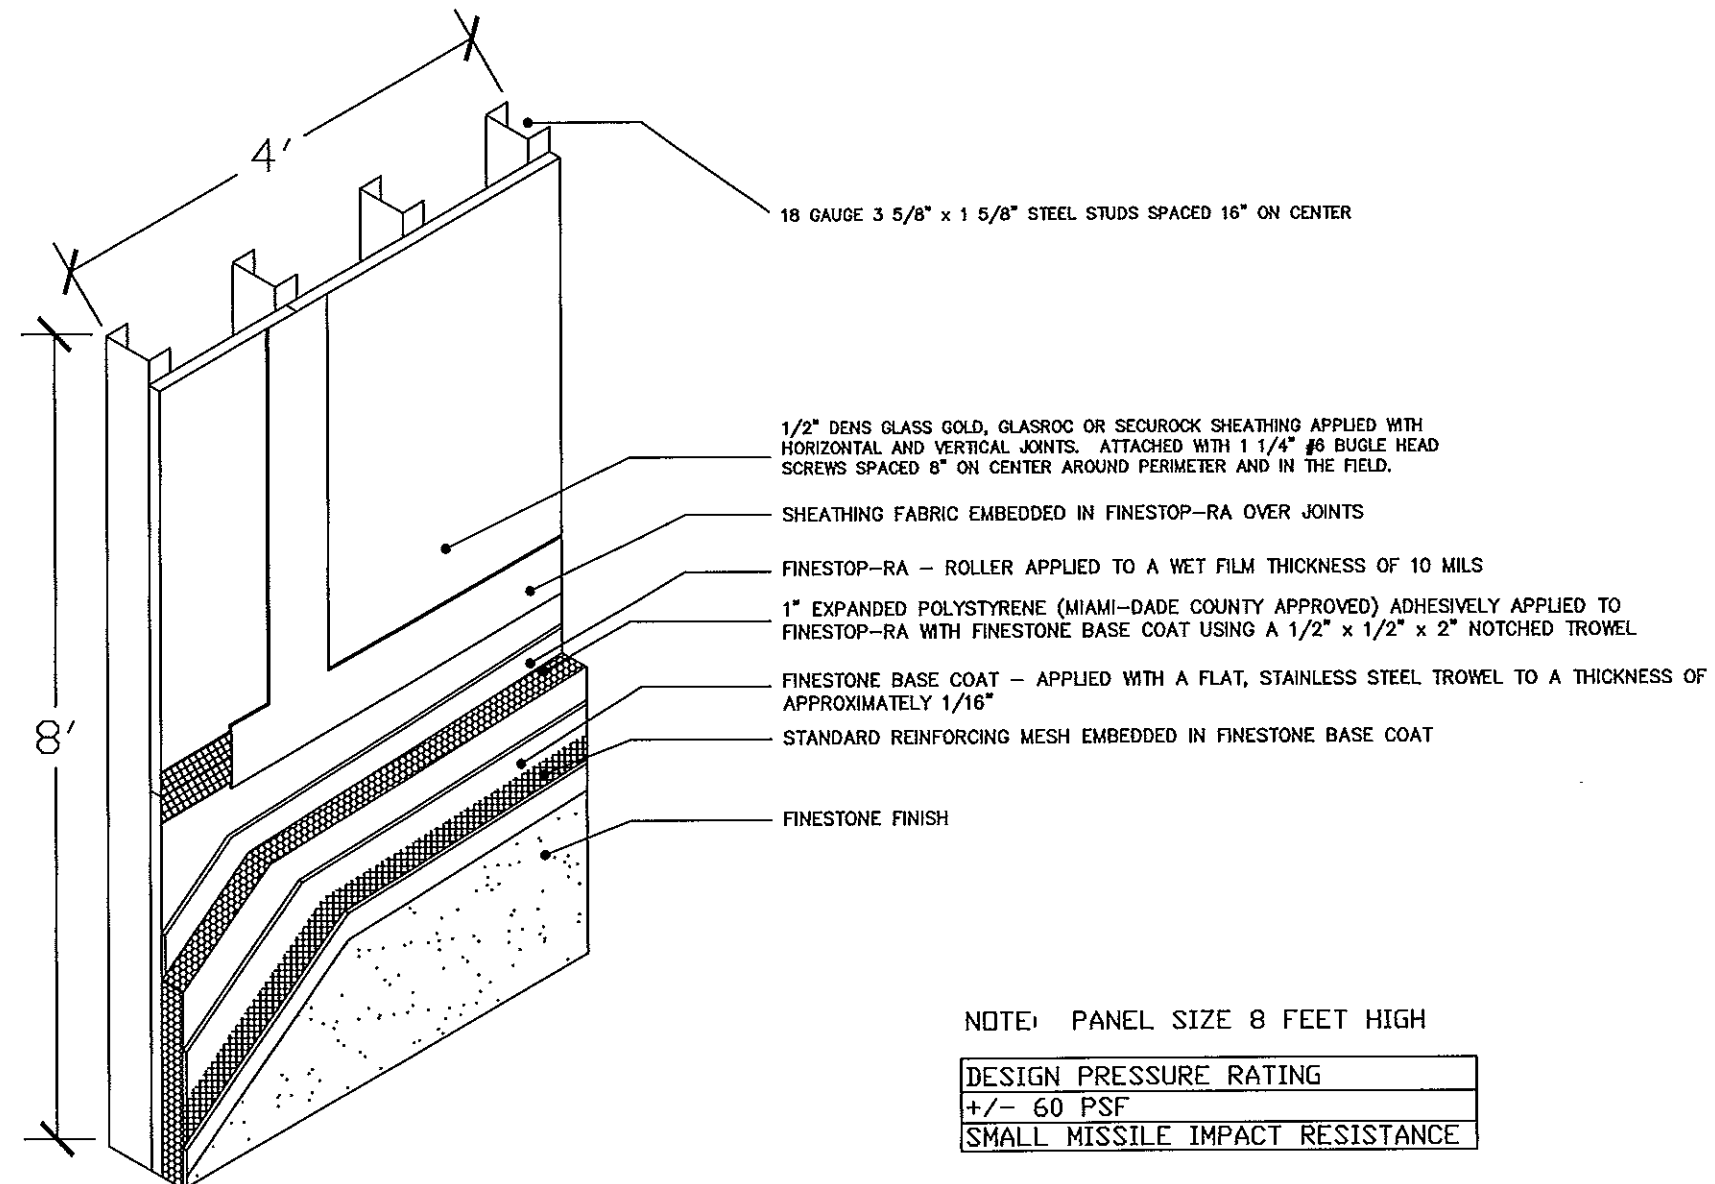 4'
18 GAUGE 3 5/8" x 1 5/8" STEEL STUDS SPACED 16" ON CENTER
1/2" DENS GLASS GOLD, GLASROC OR SECUROCK SHEATHING APPLIED WITH
HORIZONTAL AND VERTICAL JOINTS. ATTACHED WITH 1 1/4" #6 BUGLE HEAD
SCREWS SPACED 8" ON CENTER AROUND PERIMETER AND IN THE FIELD.
SHEATHING FABRIC EMBEDDED IN FINESTOP-RA OVER JOINTS
FINESTOP-RA - ROLLER APPLIED TO A WET FILM THICKNESS OF 10 MILS
1" EXPANDED POLYSTYRENE (MIAMI-DADE COUNTY APPROVED) ADHESIVELY APPLIED TO
FINESTOP-RA WITH FINESTONE BASE COAT USING A 1/2" x 1/2" x 2" NOTCHED TROWEL
FINESTONE BASE COAT - APPLIED WITH A FLAT, STAINLESS STEEL TROWEL TO A THICKNESS OF
APPROXIMATELY 1/16"
8'
STANDARD REINFORCING MESH EMBEDDED IN FINESTONE BASE COAT
FINESTONE FINISH
NOTE: PANEL SIZE 8 FEET HIGH
DESIGN PRESSURE RATING
+/- 60 PSF
SMALL MISSILE IMPACT RESISTANCE